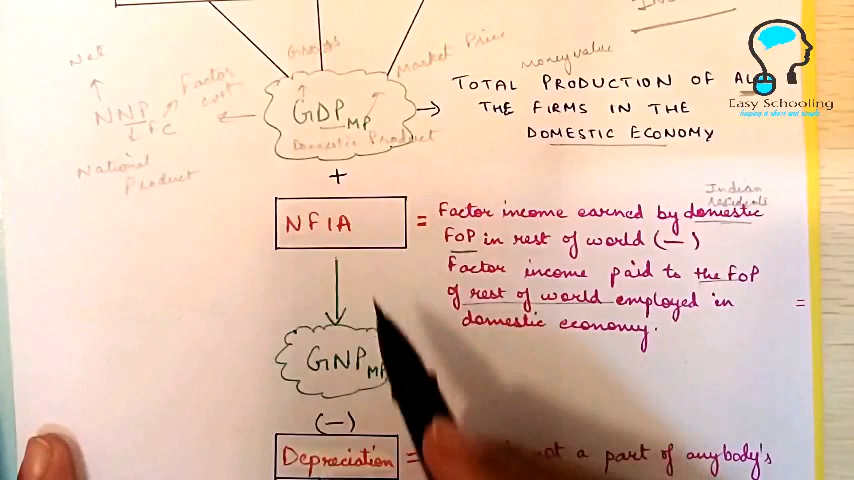 Gross
Market Price
money value
Net
Factor
cost
TOTAL PRODUCTION OF ALL
THE FIRMS IN THE
DOMESTIC ECONOMY
Easy Schooling
NNP FC
GDP MP
Domestic Product
National
Product
+
Indian
residents
NFIA
= Factor income earned by domestic
FoP in rest of world (-)
Factor income paid to the FoP
of rest of world employed in
domestic economy.
=
GNP MP
(-)
Depreciation
= a part of anybody's